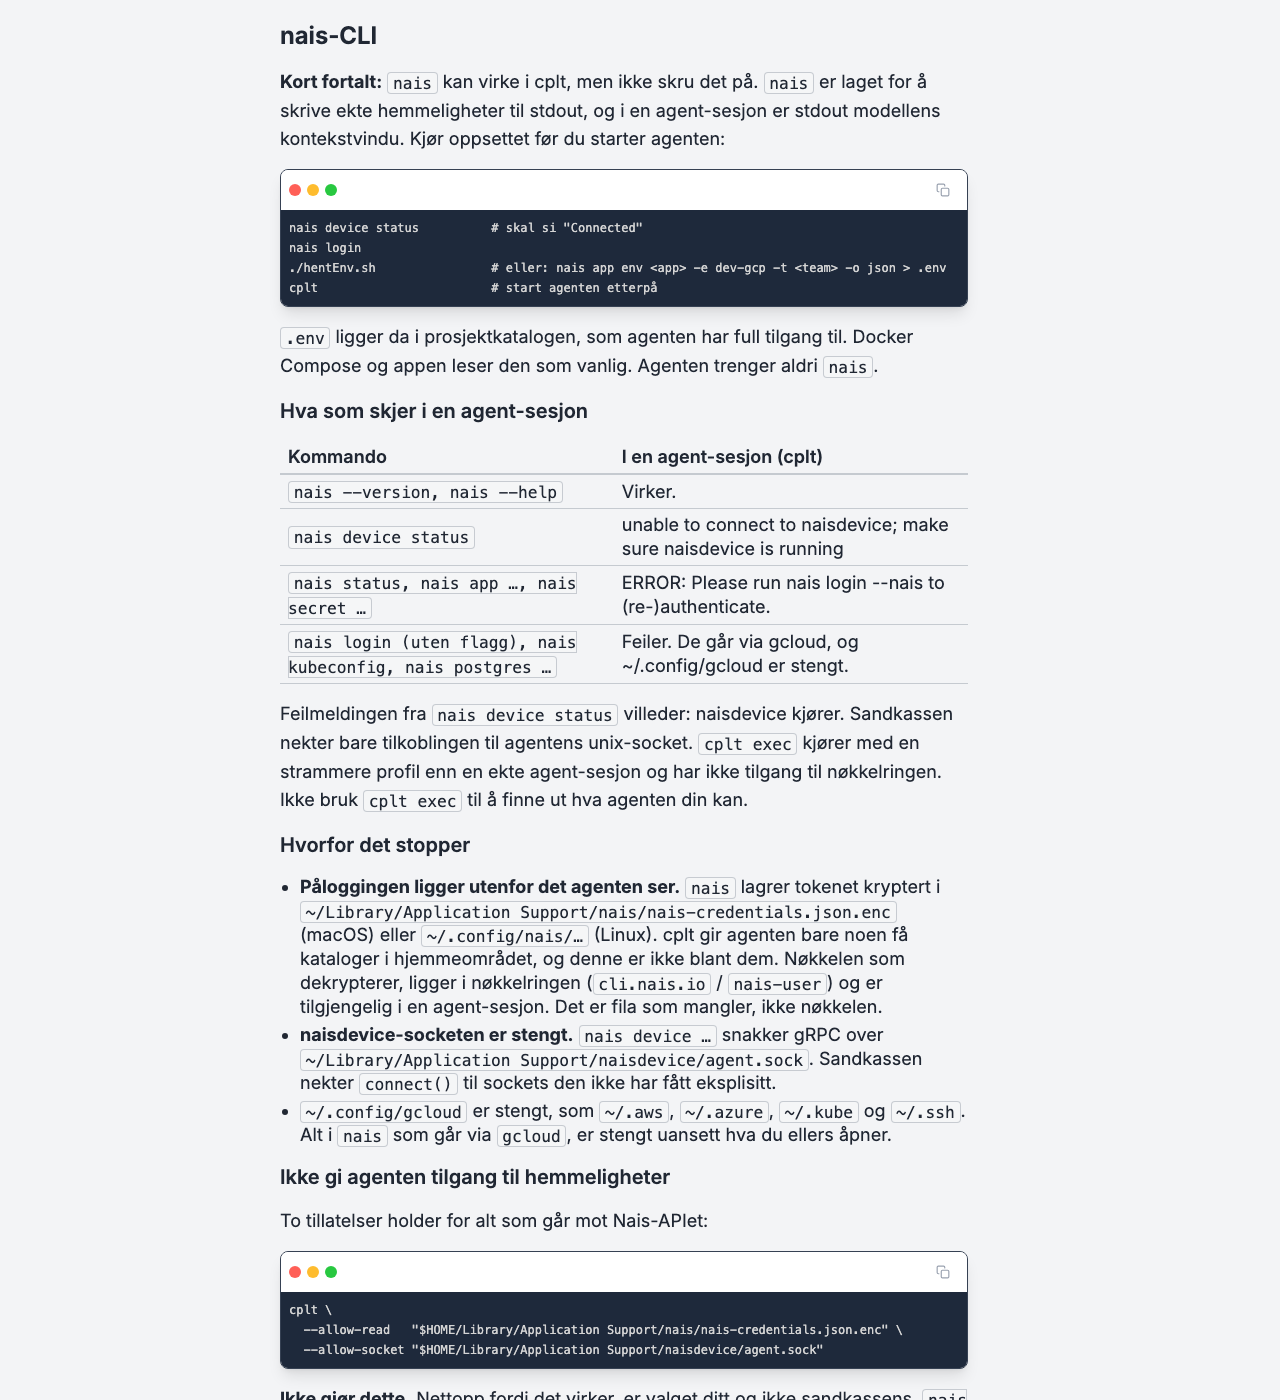 nais-CLI
Kort fortalt: nais kan virke i cplt, men ikke skru det på. nais er laget for å
skrive ekte hemmeligheter til stdout, og i en agent-sesjon er stdout modellens
kontekstvindu. Kjør oppsettet før du starter agenten:
nais device status          # skal si "Connected"
nais login
./hentEnv.sh                # eller: nais app env <app> -e dev-gcp -t <team> -o json > .env
cplt                        # start agenten etterpå
.env ligger da i prosjektkatalogen, som agenten har full tilgang til. Docker
Compose og appen leser den som vanlig. Agenten trenger aldri nais.
Hva som skjer i en agent-sesjon
Kommando I en agent-sesjon (cplt)
nais --version, nais --help Virker.
nais device status unable to connect to naisdevice; make
sure naisdevice is running
nais status, nais app …, nais ERROR: Please run nais login --nais to
secret … (re-)authenticate.
nais login (uten flagg), nais Feiler. De går via gcloud, og
kubeconfig, nais postgres … ~/.config/gcloud er stengt.
Feilmeldingen fra nais device status villeder: naisdevice kjører. Sandkassen
nekter bare tilkoblingen til agentens unix-socket. cplt exec kjører med en
strammere profil enn en ekte agent-sesjon og har ikke tilgang til nøkkelringen.
Ikke bruk cplt exec til å finne ut hva agenten din kan.
Hvorfor det stopper
• Påloggingen ligger utenfor det agenten ser. nais lagrer tokenet kryptert i
~/Library/Application Support/nais/nais-credentials.json.enc
(macOS) eller ~/.config/nais/… (Linux). cplt gir agenten bare noen få
kataloger i hjemmeområdet, og denne er ikke blant dem. Nøkkelen som
dekrypterer, ligger i nøkkelringen (cli.nais.io / nais-user) og er
tilgjengelig i en agent-sesjon. Det er fila som mangler, ikke nøkkelen.
• naisdevice-socketen er stengt. nais device … snakker gRPC over
~/Library/Application Support/naisdevice/agent.sock. Sandkassen
nekter connect() til sockets den ikke har fått eksplisitt.
• ~/.config/gcloud er stengt, som ~/.aws, ~/.azure, ~/.kube og ~/.ssh.
Alt i nais som går via gcloud, er stengt uansett hva du ellers åpner.
Ikke gi agenten tilgang til hemmeligheter
To tillatelser holder for alt som går mot Nais-APIet:
cplt \
  --allow-read   "$HOME/Library/Application Support/nais/nais-credentials.json.enc" \
  --allow-socket "$HOME/Library/Application Support/naisdevice/agent.sock"
Ikke gjør dette. Nettopp fordi det virker, er valget ditt og ikke sandkassens. nais